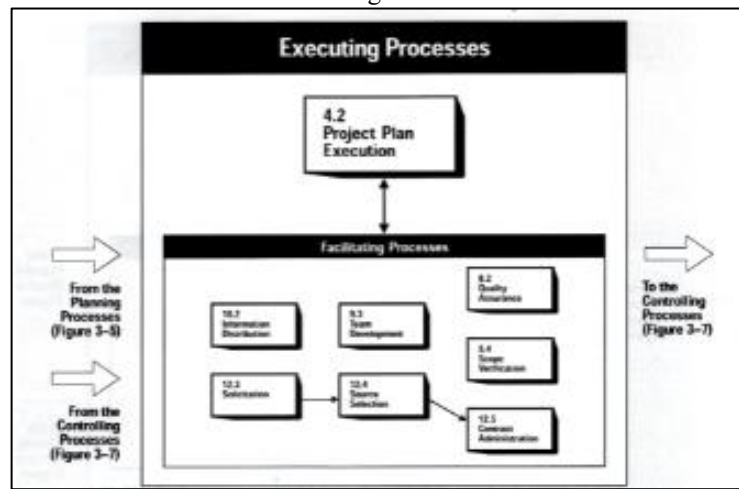 Executing Processes
4.2
Project Plan
Execution
Facilitating Processes
From the
Planning
Processes
(Figure 3–5)
From the
Controlling
Processes
(Figure 3–7)
10.2
Information
Distribution
9.3
Team
Development
8.2
Quality
Assurance
5.4
Scope
Verification
12.3
Solicitation
12.4
Source
Selection
12.5
Contract
Administration
To the
Controlling
Processes
(Figure 3–7)